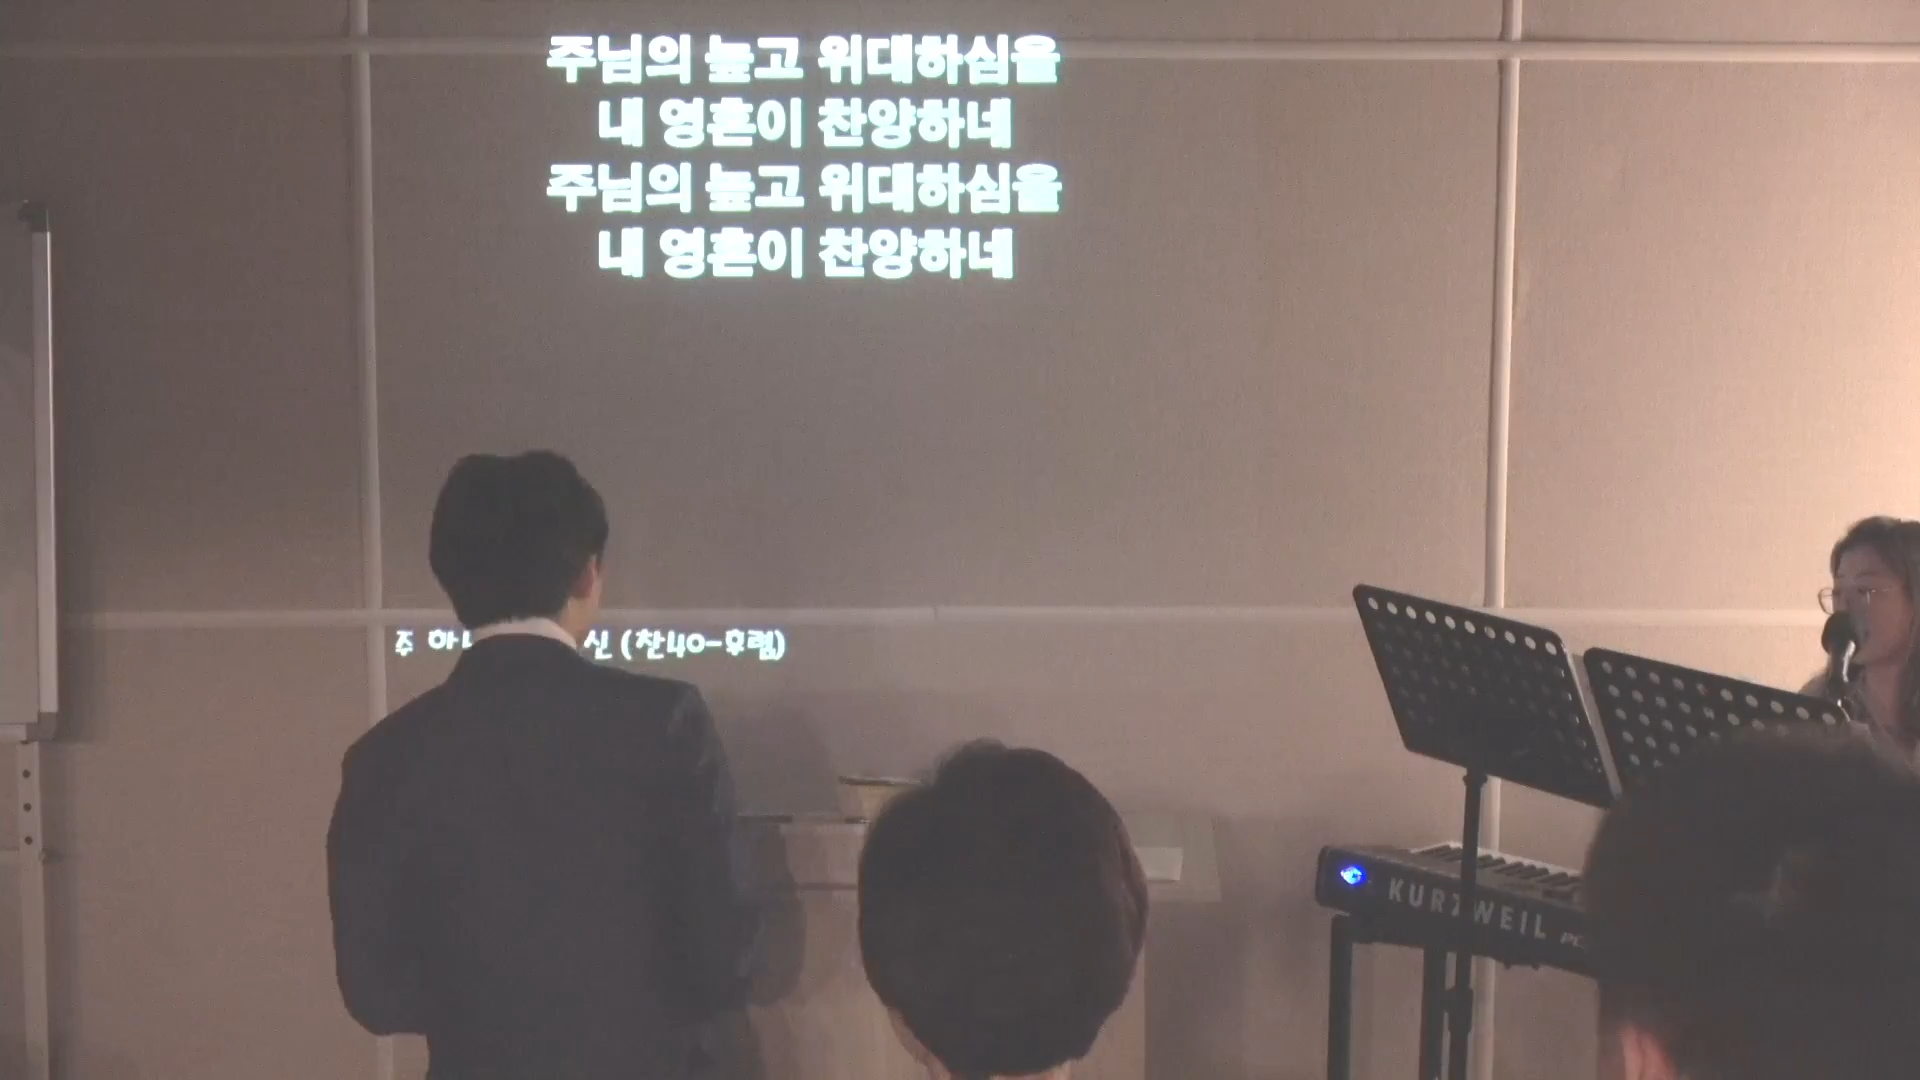 주님의 높고 위대하심을
내 영혼이 찬양하네
주님의 높고 위대하심을
내 영혼이 찬양하네
주 신 (찬40-후렴)
KURZWEIL